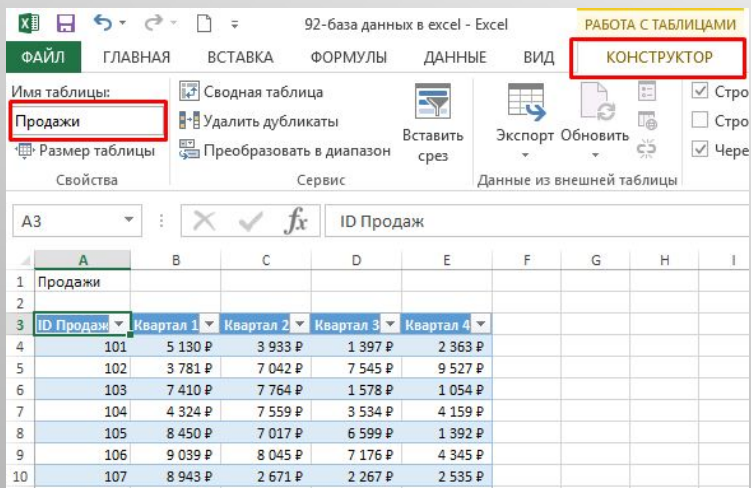 92-база данных в excel - Excel
РАБОТА С ТАБЛИЦАМИ
ФАЙЛ ГЛАВНАЯ ВСТАВКА ФОРМУЛЫ ДАННЫЕ ВИД КОНСТРУКТОР
Имя таблицы:
Продажи
Размер таблицы
Свойства
Сводная таблица
Удалить дубликаты
Преобразовать в диапазон
Сервис
Вставить
срез
Экспорт Обновить
Данные из внешней таблицы
Стро
Стро
Чере
A3 fx ID Продаж
A B C D E F G H I
1 Продажи
2
3 ID Продаж Квартал 1 Квартал 2 Квартал 3 Квартал 4
4 101 5 130 ₽ 3 933 ₽ 1 397 ₽ 2 363 ₽
5 102 3 781 ₽ 7 042 ₽ 7 545 ₽ 9 527 ₽
6 103 7 410 ₽ 7 764 ₽ 1 578 ₽ 1 054 ₽
7 104 4 324 ₽ 7 559 ₽ 3 534 ₽ 4 159 ₽
8 105 8 450 ₽ 7 017 ₽ 6 599 ₽ 1 392 ₽
9 106 9 039 ₽ 8 045 ₽ 7 176 ₽ 4 345 ₽
10 107 8 943 ₽ 2 671 ₽ 2 267 ₽ 2 535 ₽